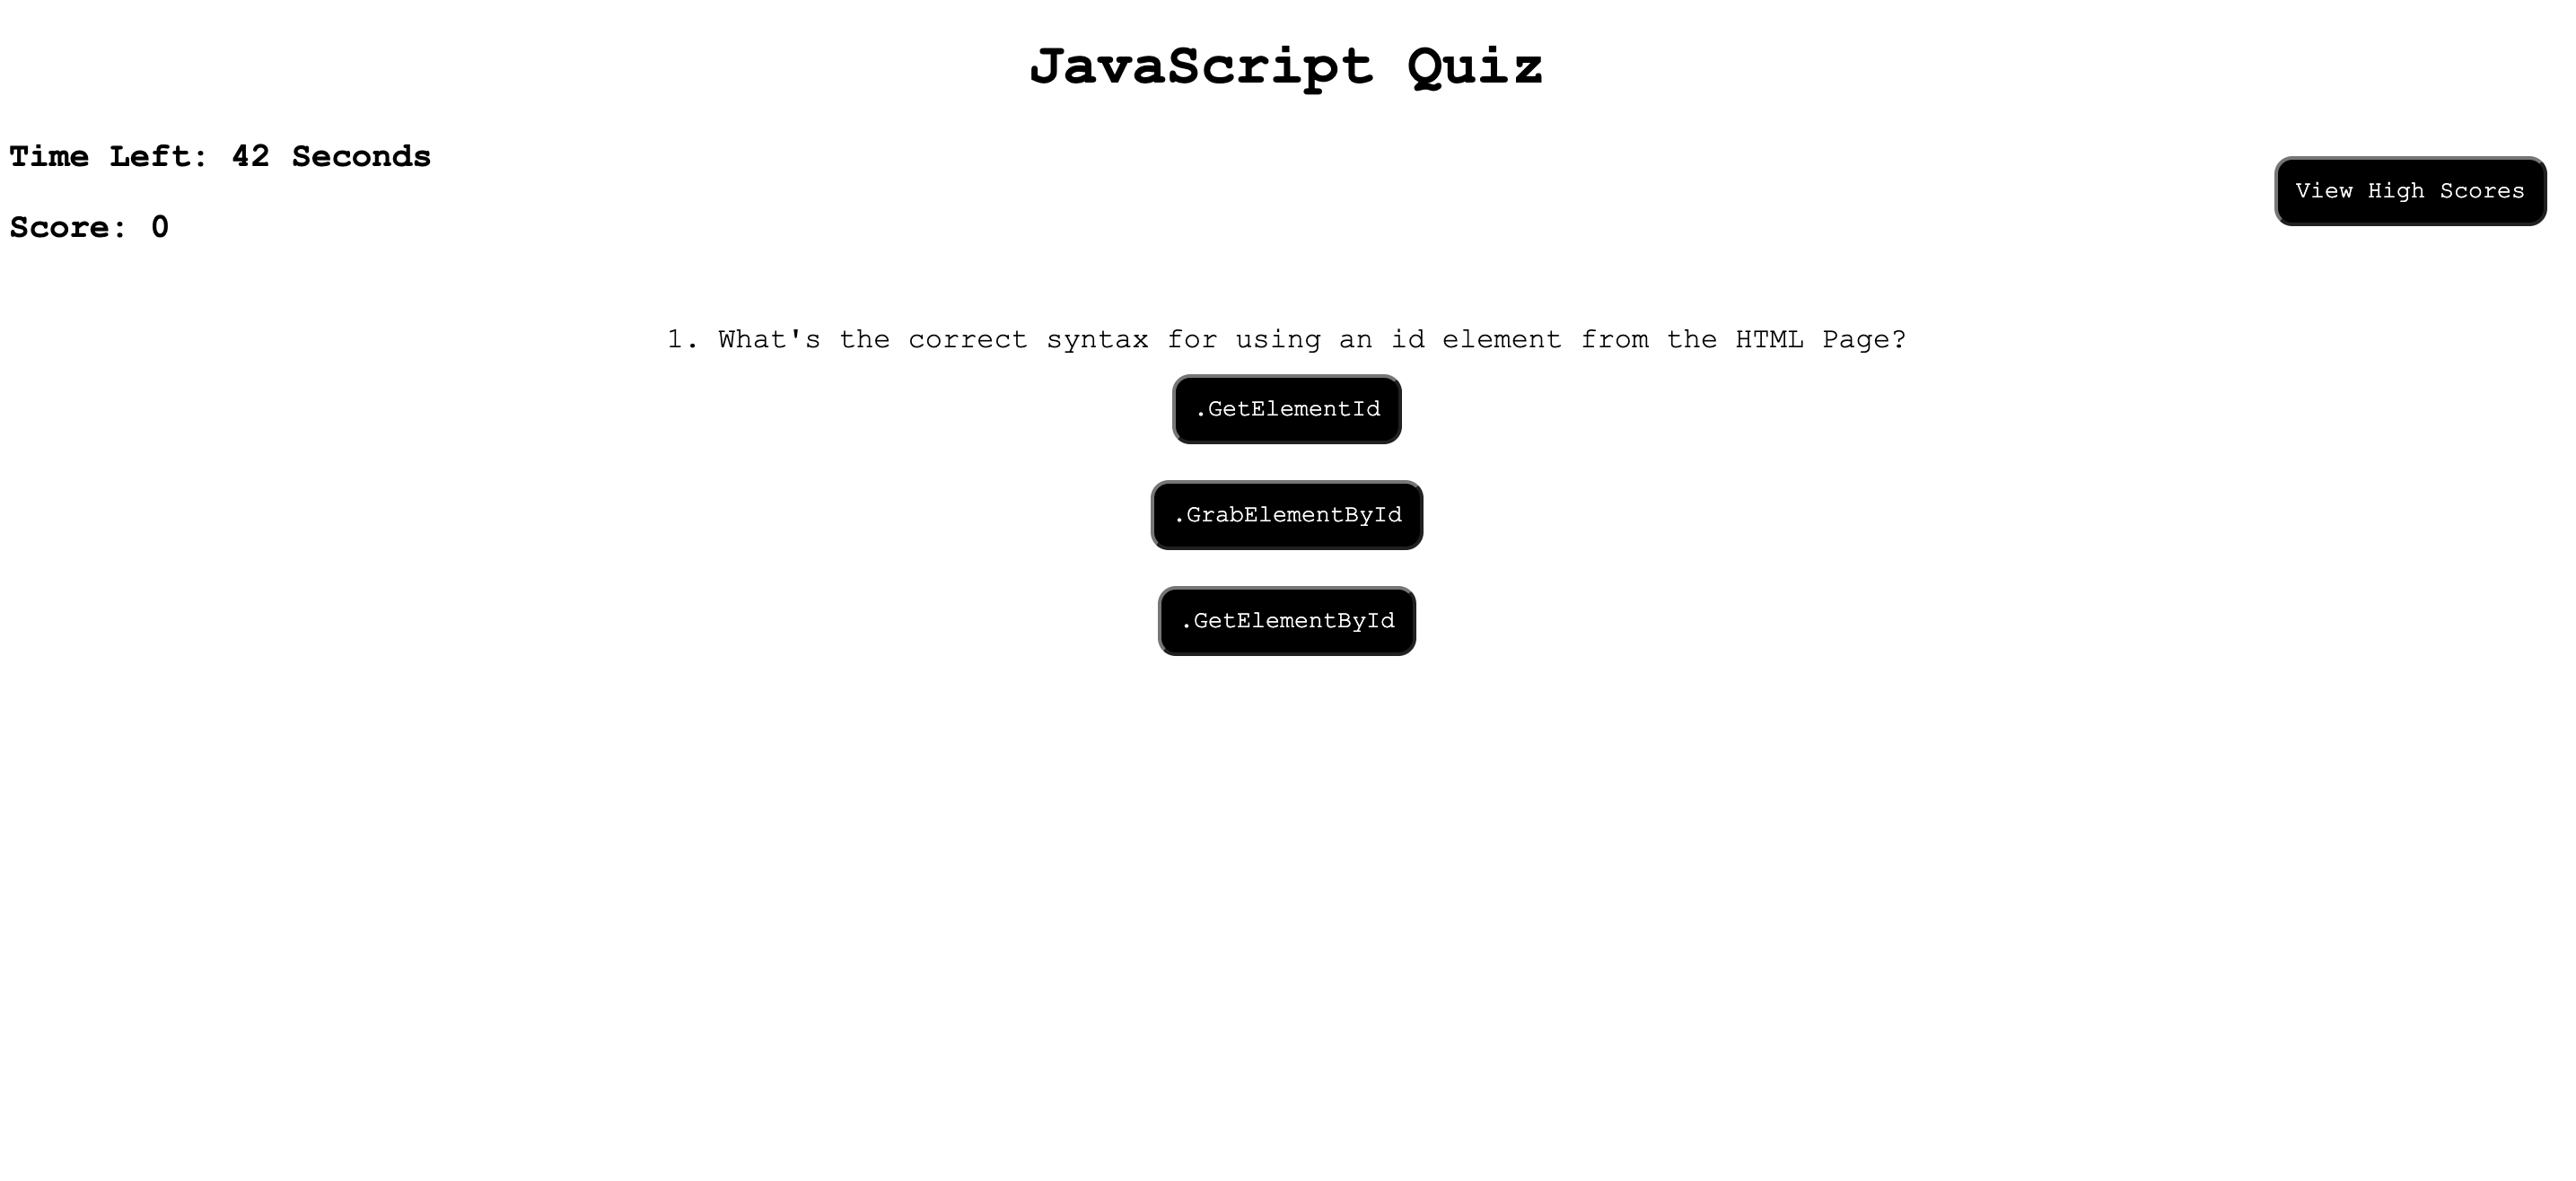 JavaScript Quiz
Time Left: 42 Seconds
View High Scores
Score: 0
1. What's the correct syntax for using an id element from the HTML Page?
.GetElementId
.GrabElementById
.GetElementById